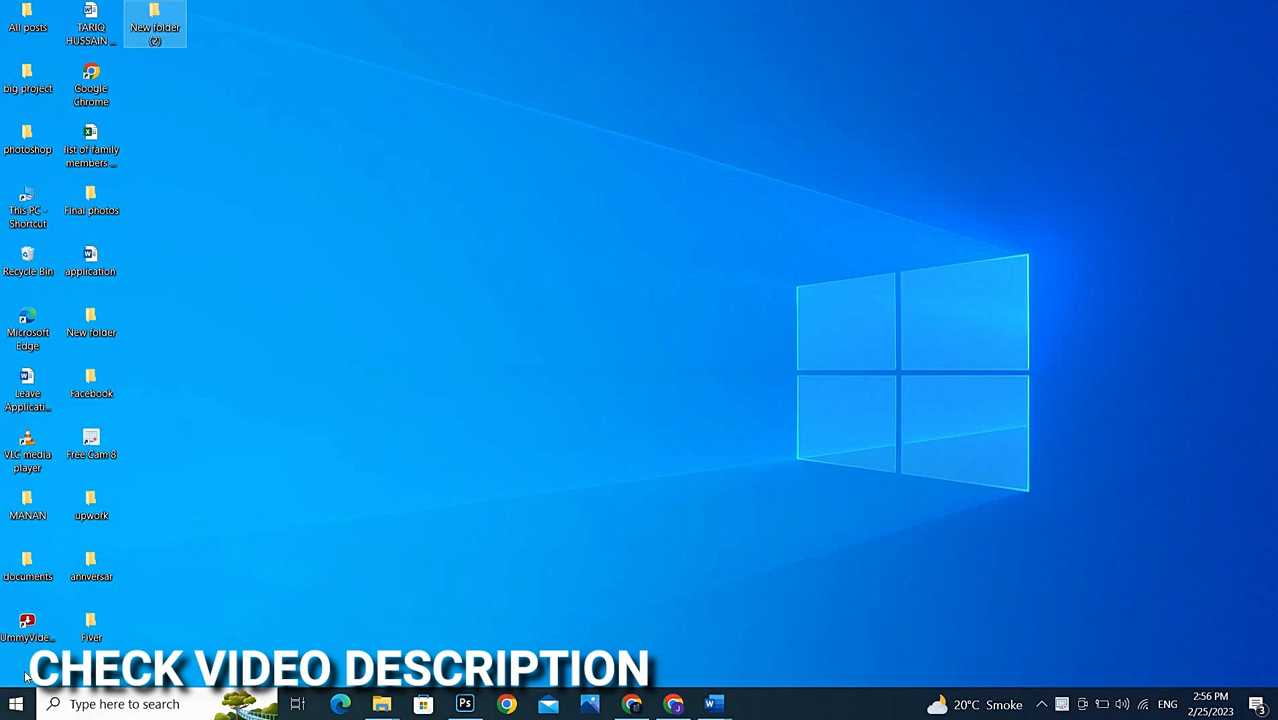 All posts
TARIQ
HUSSAIN ...
New folder
(2)
big project
Google
Chrome
photoshop
list of family
members ...
This PC -
Shortcut
Final photos
Recycle Bin
application
Microsoft
Edge
New folder
Leave
Applicati...
Facebook
VLC media
player
Free Cam 8
MANAN
upwork
documents
annversar
UmmyVide...
Fiver
CHECK VIDEO DESCRIPTION
Type here to search
Ps
20°C Smoke
ENG
2:56 PM
2/25/2023
3